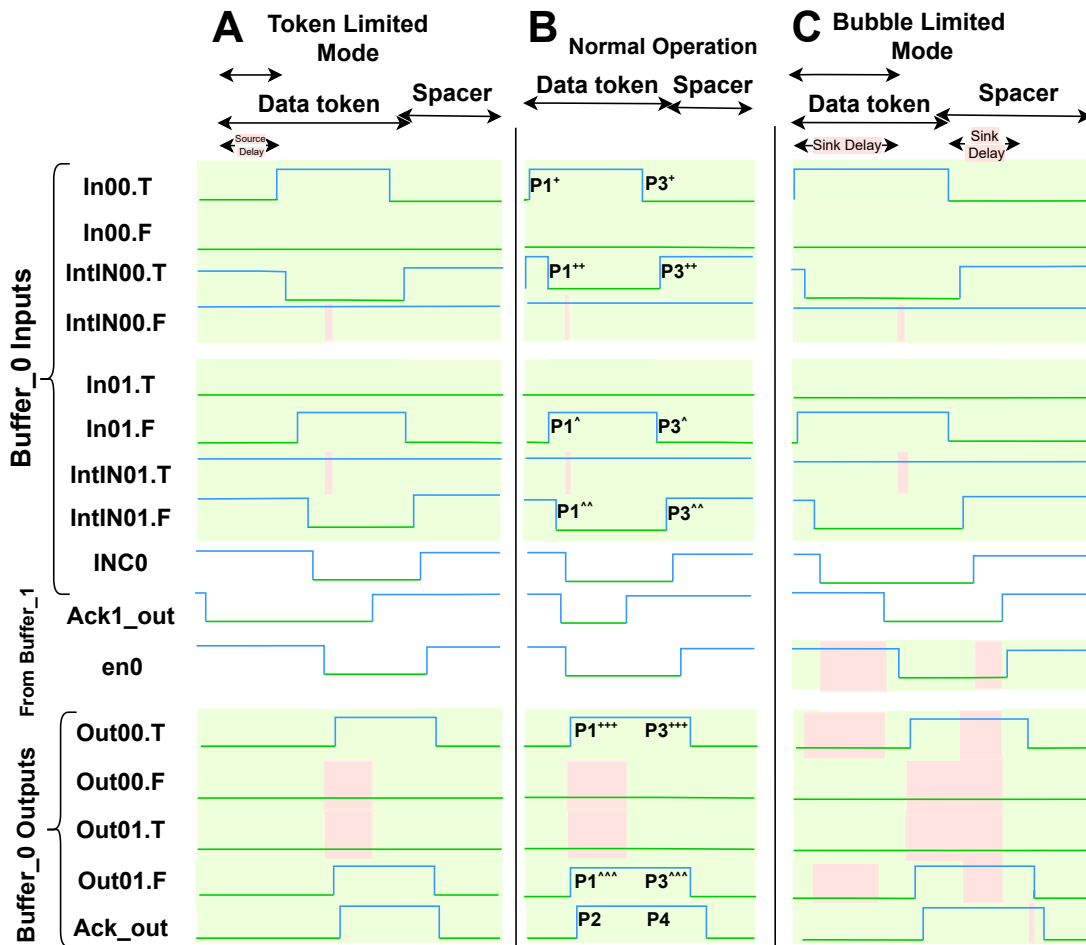 A
Token Limited
Mode
B
Normal Operation
C
Bubble Limited
Mode
Data token
Spacer
Data token
Spacer
Data token
Spacer
Source
Delay
Sink Delay
Sink
Delay
Buffer_0 Inputs
In00.T
P1+
P3+
In00.F
IntIN00.T
P1++
P3++
IntIN00.F
In01.T
In01.F
P1^
P3^
IntIN01.T
IntIN01.F
P1^^
P3^^
INC0
From Buffer_1
Ack1_out
en0
Buffer_0 Outputs
Out00.T
P1+++
P3+++
Out00.F
Out01.T
Out01.F
P1^^^
P3^^^
Ack_out
P2
P4